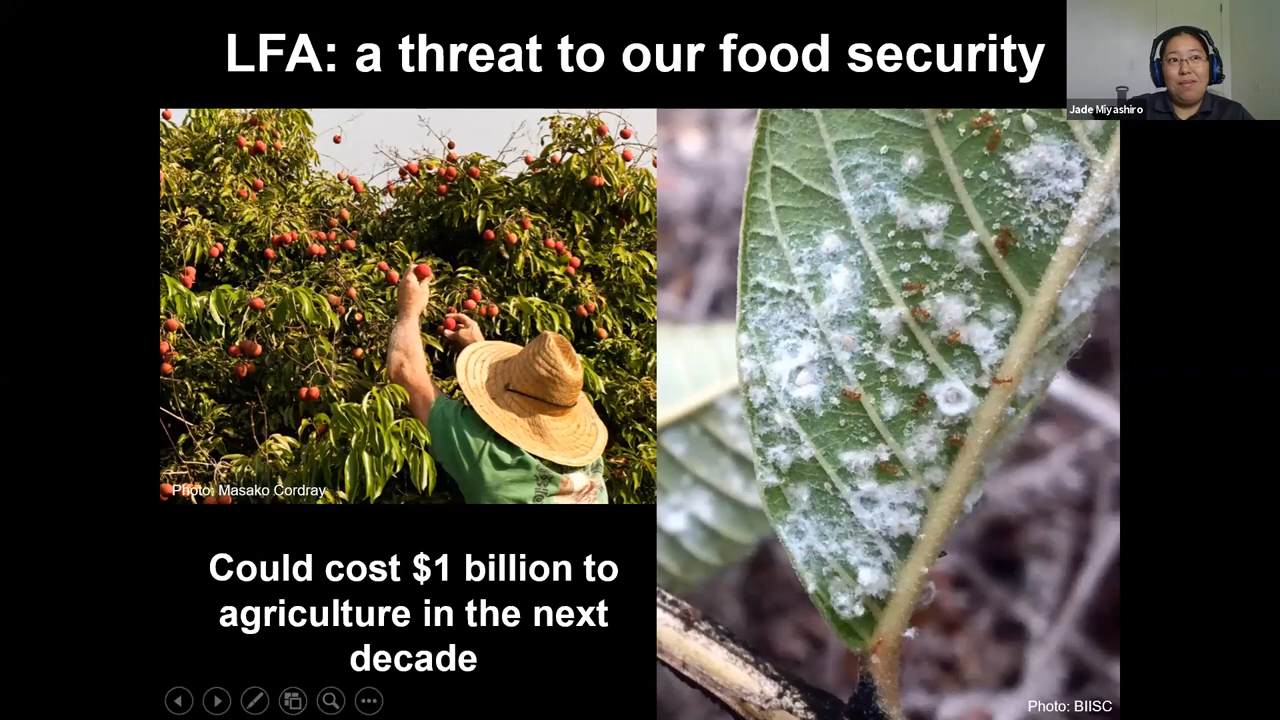 LFA: a threat to our food security
Jade Miyashiro
Photo: Masako Cordray
Could cost $1 billion to
agriculture in the next
decade
Photo: BIISC